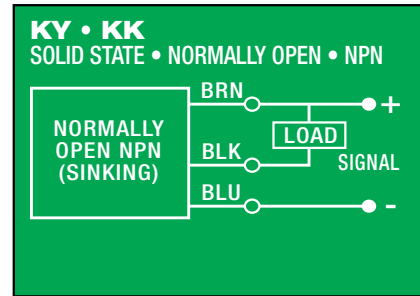 KY • KK
SOLID STATE • NORMALLY OPEN • NPN
BRN
+
NORMALLY
OPEN NPN
(SINKING)
LOAD
BLK
SIGNAL
BLU
-